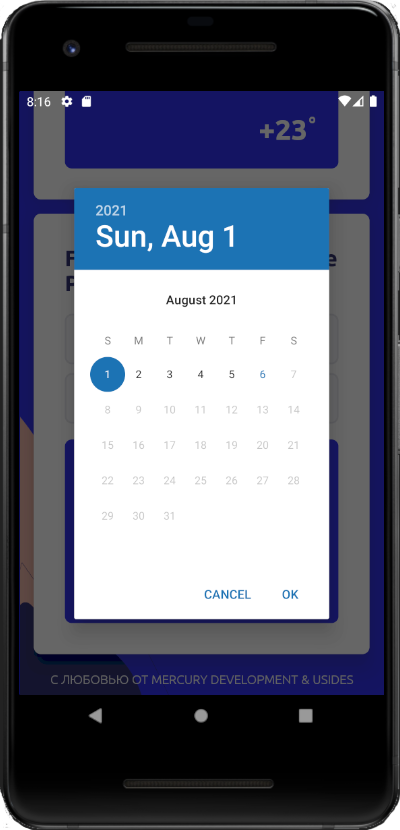 8:16
+23°
2021
Sun, Aug 1
F e
P
August 2021
S M T W T F S
1 2 3 4 5 6 7
8 9 10 11 12 13 14
15 16 17 18 19 20 21
22 23 24 25 26 27 28
29 30 31
CANCEL OK
С ЛЮБОВЬЮ ОТ MERCURY DEVELOPMENT & USIDES